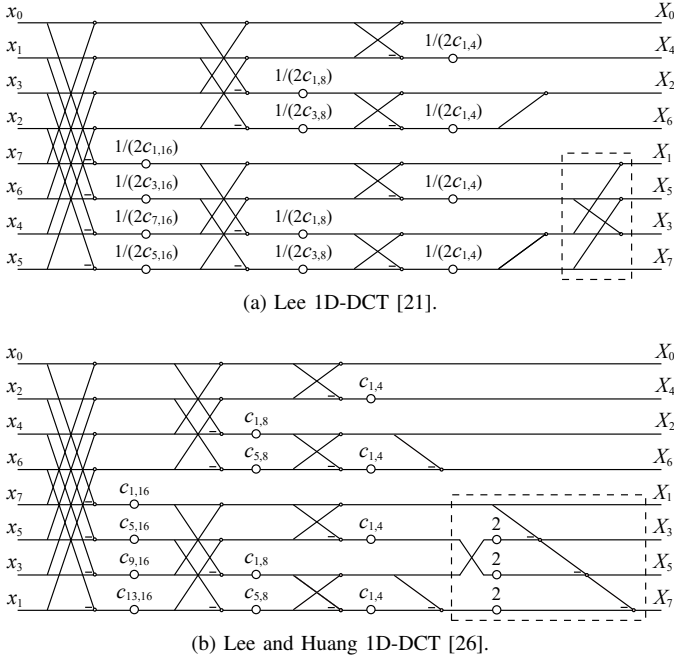 x₀ X₀
x₁ 1/(2c₁,₄) X₄
x₃ 1/(2c₁,₈) X₂
x₂ 1/(2c₃,₈) 1/(2c₁,₄) X₆
x₇ 1/(2c₁,₁₆) X₁
x₆ 1/(2c₃,₁₆) 1/(2c₁,₄) X₅
x₄ 1/(2c₇,₁₆) 1/(2c₁,₈) X₃
x₅ 1/(2c₅,₁₆) 1/(2c₃,₈) 1/(2c₁,₄) X₇
(a) Lee 1D-DCT [21].
x₀ X₀
x₂ c₁,₄ X₄
x₄ c₁,₈ X₂
x₆ c₅,₈ c₁,₄ X₆
x₇ c₁,₁₆ X₁
x₅ c₅,₁₆ c₁,₄ 2 X₃
x₃ c₉,₁₆ c₁,₈ 2 X₅
x₁ c₁₃,₁₆ c₅,₈ c₁,₄ 2 X₇
(b) Lee and Huang 1D-DCT [26].